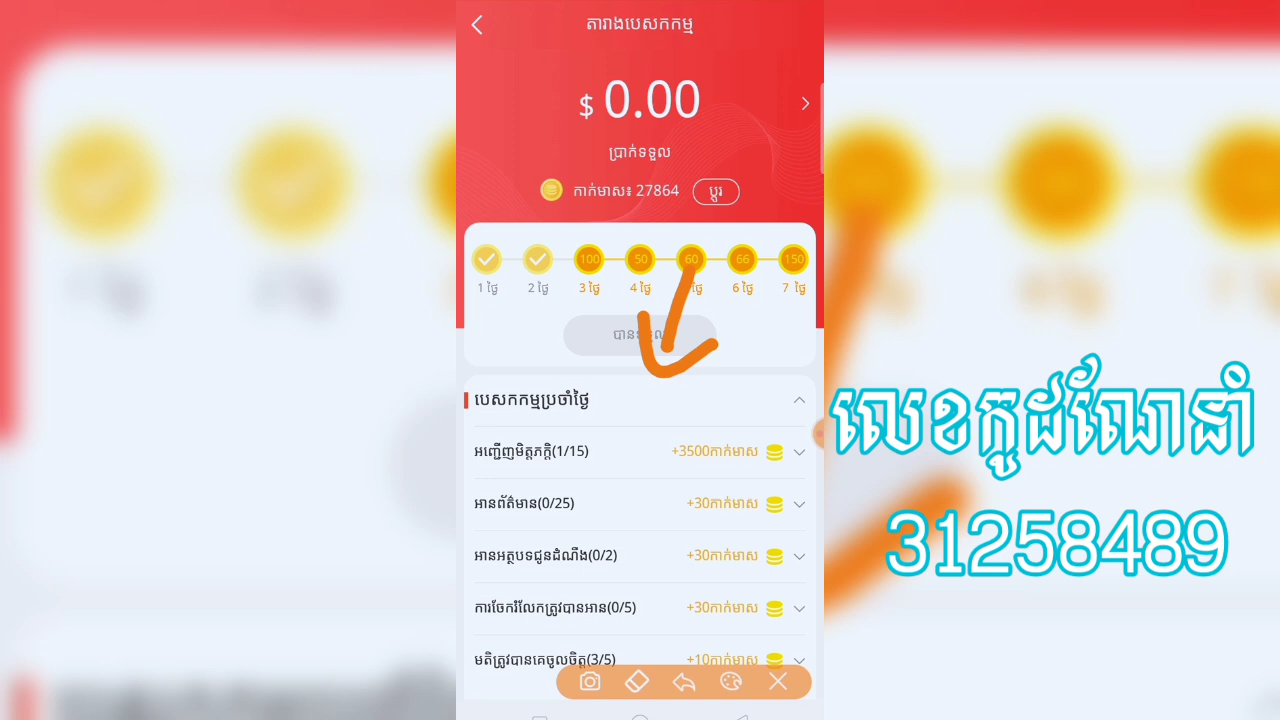 តារាងបេសកកម្ម
$ 0.00
ប្រាក់ទទួល
កាក់មាស៖ 27864 ប្តូរ
100 50 60 66 150
1 ថ្ងៃ 2 ថ្ងៃ 3 ថ្ងៃ 4 ថ្ងៃ ថ្ងៃ 6 ថ្ងៃ 7 ថ្ងៃ
បេសកកម្មប្រចាំថ្ងៃ
អញ្ជើញមិត្តភក្តិ(1/15) +3500កាក់មាស
អានព័ត៌មាន(0/25) +30កាក់មាស
អានអត្ថបទជូនដំណឹង(0/2) +30កាក់មាស
ការចែករំលែកត្រូវបានអាន(0/5) +30កាក់មាស
មតិត្រូវបានគេចូលចិត្ត(3/5) +10កាក់មាស
លេខកូដណែនាំ
31258489